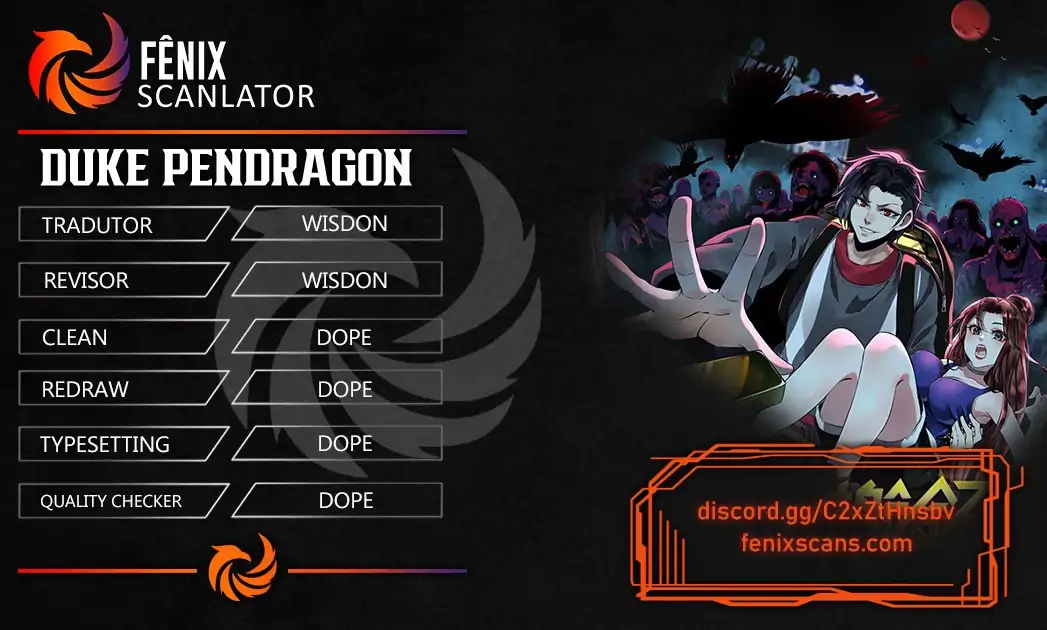 FÊNIX
SCANLATOR
DUKE PENDRAGON
TRADUTOR WISDON
REVISOR WISDON
CLEAN DOPE
REDRAW DOPE
TYPESETTING DOPE
QUALITY CHECKER DOPE
discord.gg/C2xZtHnsbv
fenixscans.com